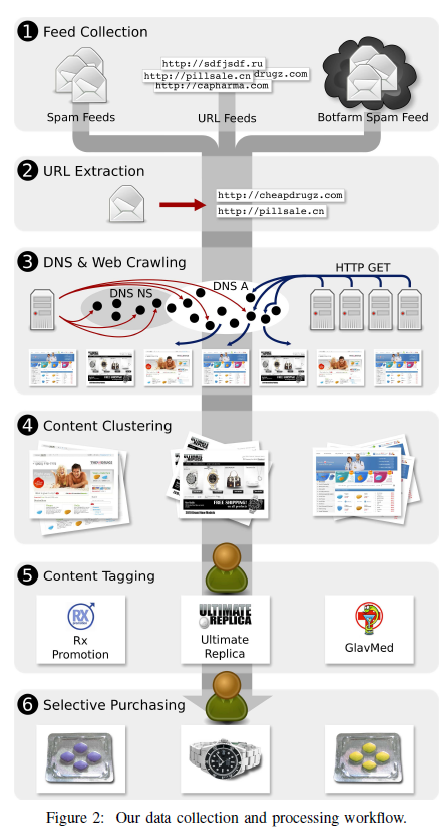 1 Feed Collection
http://sdfjsdf.ru
http://pillsale.cn
drugz.com
http://capharma.com
Spam Feeds
URL Feeds
Botfarm Spam Feed
2 URL Extraction
http://cheapdrugz.com
http://pillsale.cn
3 DNS & Web Crawling
DNS NS
DNS A
HTTP GET
4 Content Clustering
FREE SHIPPING!
5 Content Tagging
RX
PROMOTION
Rx
Promotion
ULTIMATE
REPLICA
Ultimate
Replica
GlavMed
6 Selective Purchasing
Figure 2: Our data collection and processing workflow.